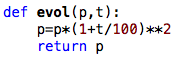 def evol(p,t):
    p=p*(1+t/100)**2
    return p